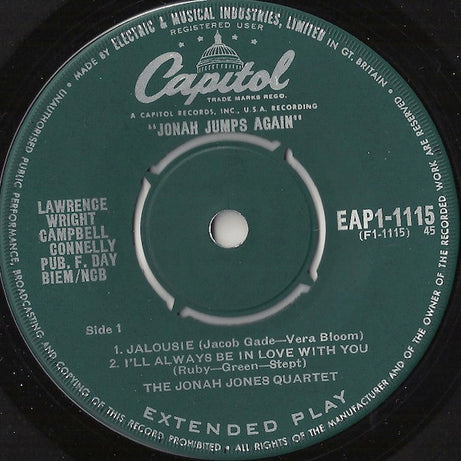 MADE BY ELECTRIC & MUSICAL INDUSTRIES, LIMITED IN GT. BRITAIN •
REGISTERED USER
Capitol
TRADE MARKS REGD.
A CAPITOL RECORDS, INC., U.S.A. RECORDING
"JONAH JUMPS AGAIN"
LAWRENCE
WRIGHT
CAMPBELL
CONNELLY
PUB. F. DAY
BIEM/NCB
EAP1-1115
(F1-1115) 45
Side 1
1. JALOUSIE (Jacob Gade—Vera Bloom)
2. I'LL ALWAYS BE IN LOVE WITH YOU
(Ruby—Green—Stept)
THE JONAH JONES QUARTET
EXTENDED PLAY
UNAUTHORISED PUBLIC PERFORMANCE, BROADCASTING AND COPYING OF THIS RECORD PROHIBITED • ALL RIGHTS OF THE MANUFACTURER AND OF THE OWNER OF THE RECORDED WORK ARE RESERVED •